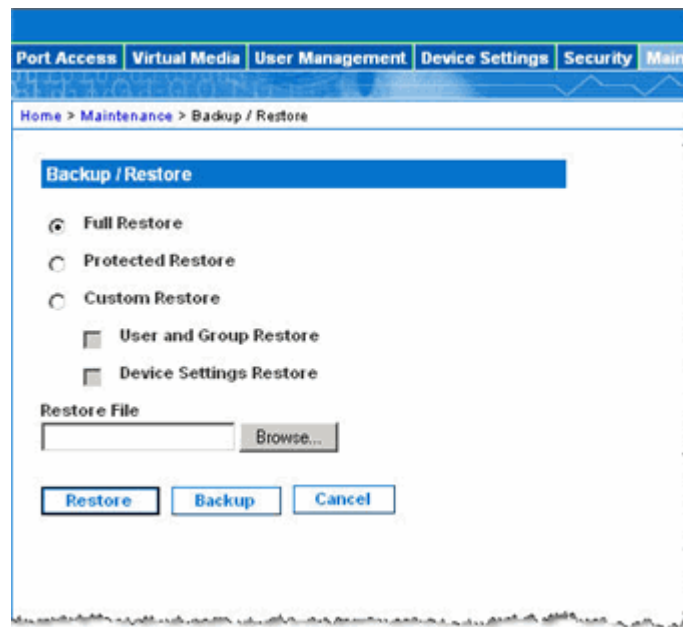 Port Access Virtual Media User Management Device Settings Security Main
Home > Maintenance > Backup / Restore
Backup / Restore
Full Restore
Protected Restore
Custom Restore
User and Group Restore
Device Settings Restore
Restore File
Browse...
Restore Backup Cancel